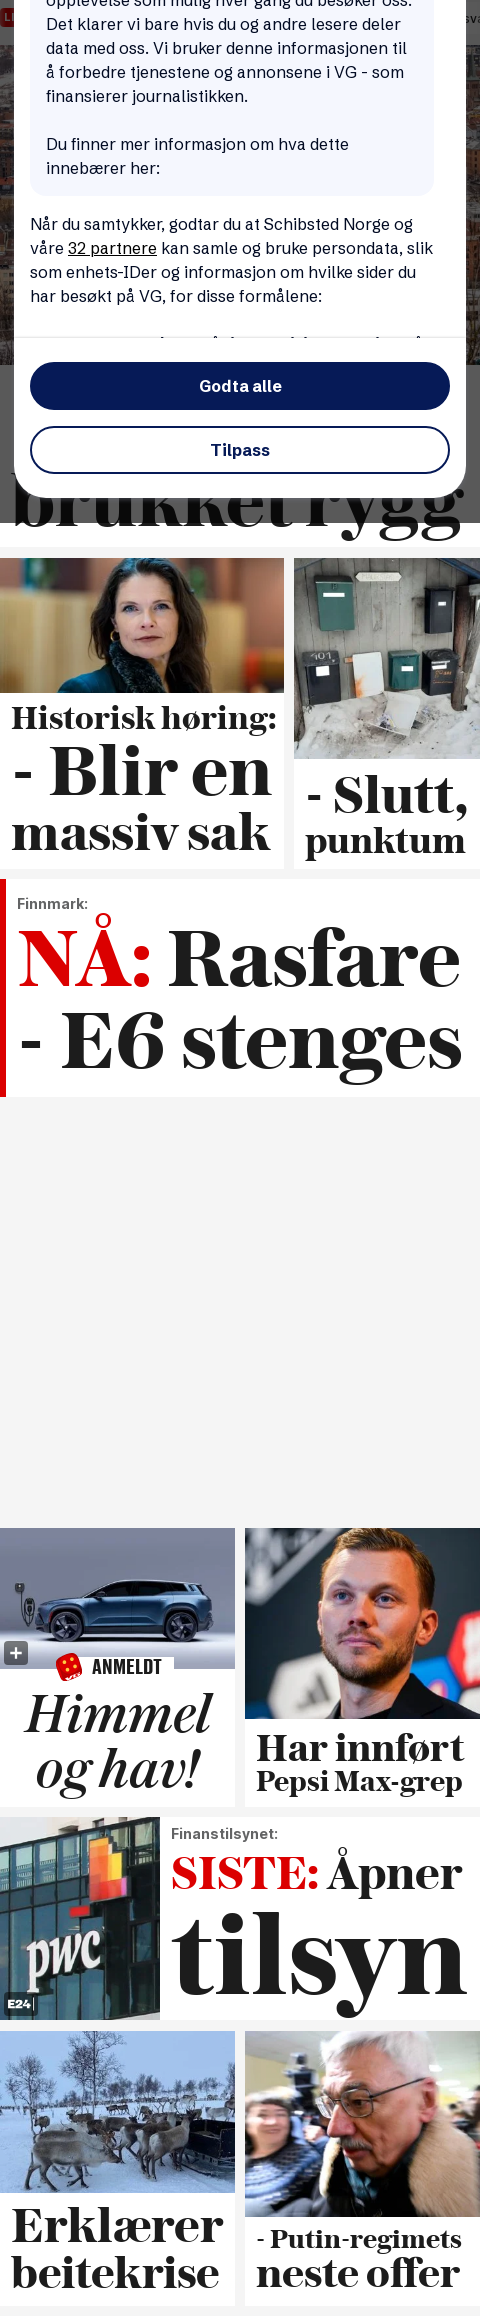 opplevelse som mulig hver gang du besøker oss.
Det klarer vi bare hvis du og andre lesere deler
data med oss. Vi bruker denne informasjonen til
å forbedre tjenestene og annonsene i VG - som
finansierer journalistikken.
Du finner mer informasjon om hva dette
innebærer her:
Når du samtykker, godtar du at Schibsted Norge og
våre 32 partnere kan samle og bruke persondata, slik
som enhets-IDer og informasjon om hvilke sider du
har besøkt på VG, for disse formålene:
Godta alle
Tilpass
brukket rygg
401
Historisk høring:
- Blir en
massiv sak
- Slutt,
punktum
Finnmark:
NÅ: Rasfare
- E6 stenges
ANMELDT
Himmel
og hav!
Har innført
Pepsi Max-grep
pwc
E24
Finanstilsynet:
SISTE: Åpner
tilsyn
Erklærer
beitekrise
- Putin-regimets
neste offer